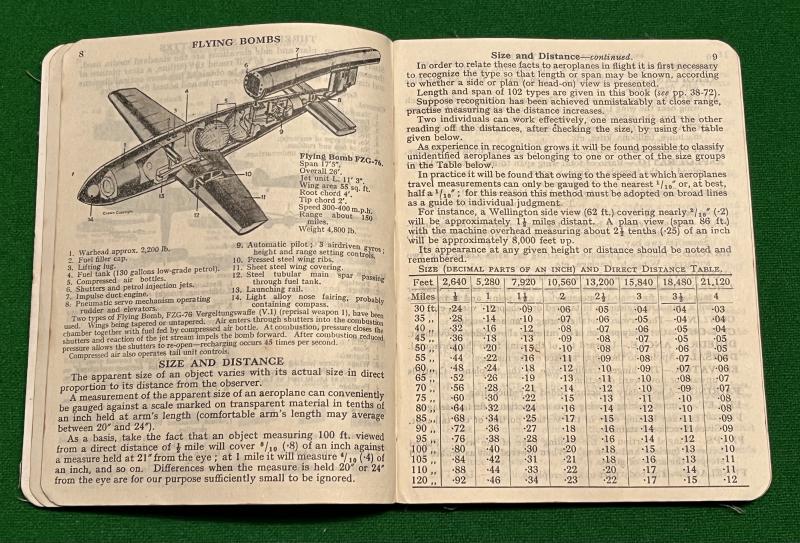 8
FLYING BOMBS
7
6
4
3
5
8
2
9
1
10
11
12
13
14
Crown Copyright
Flying Bomb FZG-76.
Span 17'5".
Overall 26'.
Jet unit L. 11' 3".
Wing area 55 sq. ft.
Root chord 4'.
Tip chord 2'.
Speed 300-400 m.p.h.
Range about 150
miles.
Weight 4,800 lb.
1. Warhead approx. 2,200 lb.
2. Fuel filler cap.
3. Lifting lug.
4. Fuel tank (130 gallons low-grade petrol).
5. Compressed air bottles.
6. Shutters and petrol injection jets.
7. Impulse duct engine.
8. Pneumatic servo mechanism operating
rudder and elevators.
9. Automatic pilot; 3 airdriven gyros;
height and range setting controls.
10. Pressed steel wing ribs.
11. Sheet steel wing covering.
12. Steel tubular main spar passing
through fuel tank.
13. Launching rail.
14. Light alloy nose fairing, probably
containing compass.
Two types of Flying Bomb, FZG-76 Vergeltungswaffe (V.1) (reprisal weapon 1), have been
used. Wings being tapered or untapered. Air enters through shutters into the combustion
chamber together with fuel fed by compressed air bottle. At combustion, pressure closes the
shutters and reaction of the jet stream impels the bomb forward. After combustion reduced
pressure allows the shutters to re-open—recharging occurs 45 times per second.
Compressed air also operates tail unit controls.
SIZE AND DISTANCE
The apparent size of an object varies with its actual size in direct
proportion to its distance from the observer.
A measurement of the apparent size of an aeroplane can conveniently
be gauged against a scale marked on transparent material in tenths of
an inch held at arm's length (comfortable arm's length may average
between 20" and 24").
As a basis, take the fact that an object measuring 100 ft. viewed
from a direct distance of ½ mile will cover ⁸/₁₀ (·8) of an inch against
a measure held at 21" from the eye; at 1 mile it will measure ⁴/₁₀ (·4) of
an inch, and so on. Differences when the measure is held 20" or 24"
from the eye are for our purpose sufficiently small to be ignored.
Size and Distance—continued. 9
In order to relate these facts to aeroplanes in flight it is first necessary
to recognize the type so that length or span may be known, according
to whether a side or plan (or head-on) view is presented.
Length and span of 102 types are given in this book (see pp. 38-72).
Suppose recognition has been achieved unmistakably at close range,
practise measuring as the distance increases.
Two individuals can work effectively, one measuring and the other
reading off the distances, after checking the size, by using the table
given below.
As experience in recognition grows it will be found possible to classify
unidentified aeroplanes as belonging to one or other of the size groups
in the Table below.
In practice it will be found that owing to the speed at which aeroplanes
travel measurements can only be gauged to the nearest ¹/₁₀" or, at best,
half a ¹/₁₀"; for this reason this method must be adopted on broad lines
as a guide to individual judgment.
For instance, a Wellington side view (62 ft.) covering nearly ²/₁₀" (·2)
will be approximately 1½ miles distant. A plan view (span 86 ft.)
with the machine overhead measuring about 2½ tenths (·25) of an inch
will be approximately 8,000 feet up.
Its appearance at any given height or distance should be noted and
remembered.
SIZE (DECIMAL PARTS OF AN INCH) AND DIRECT DISTANCE TABLE.
Feet 2,640 5,280 7,920 10,560 13,200 15,840 18,480 21,120
Miles ½ 1 1½ 2 2½ 3 3½ 4
30 ft. ·24 ·12 ·09 ·06 ·05 ·04 ·04 ·03
35 ,, ·28 ·14 ·10 ·07 ·06 ·05 ·04 ·04
40 ,, ·32 ·16 ·12 ·08 ·07 ·06 ·05 ·04
45 ,, ·36 ·18 ·13 ·09 ·08 ·07 ·05 ·05
50 ,, ·40 ·20 ·15 ·10 ·08 ·07 ·06 ·05
55 ,, ·44 ·22 ·16 ·11 ·09 ·08 ·07 ·06
60 ,, ·48 ·24 ·18 ·12 ·10 ·09 ·07 ·06
65 ,, ·52 ·26 ·19 ·13 ·11 ·10 ·08 ·07
70 ,, ·56 ·28 ·21 ·14 ·12 ·10 ·09 ·07
75 ,, ·60 ·30 ·22 ·15 ·13 ·11 ·10 ·08
80 ,, ·64 ·32 ·24 ·16 ·14 ·12 ·10 ·08
85 ,, ·68 ·34 ·25 ·17 ·15 ·13 ·11 ·09
90 ,, ·72 ·36 ·27 ·18 ·16 ·14 ·11 ·09
95 ,, ·76 ·38 ·28 ·19 ·16 ·14 ·12 ·10
100 ,, ·80 ·40 ·30 ·20 ·18 ·15 ·13 ·10
105 ,, ·84 ·42 ·31 ·21 ·18 ·16 ·13 ·11
110 ,, ·88 ·44 ·33 ·22 ·20 ·17 ·14 ·11
120 ,, ·92 ·46 ·34 ·23 ·22 ·17 ·15 ·12